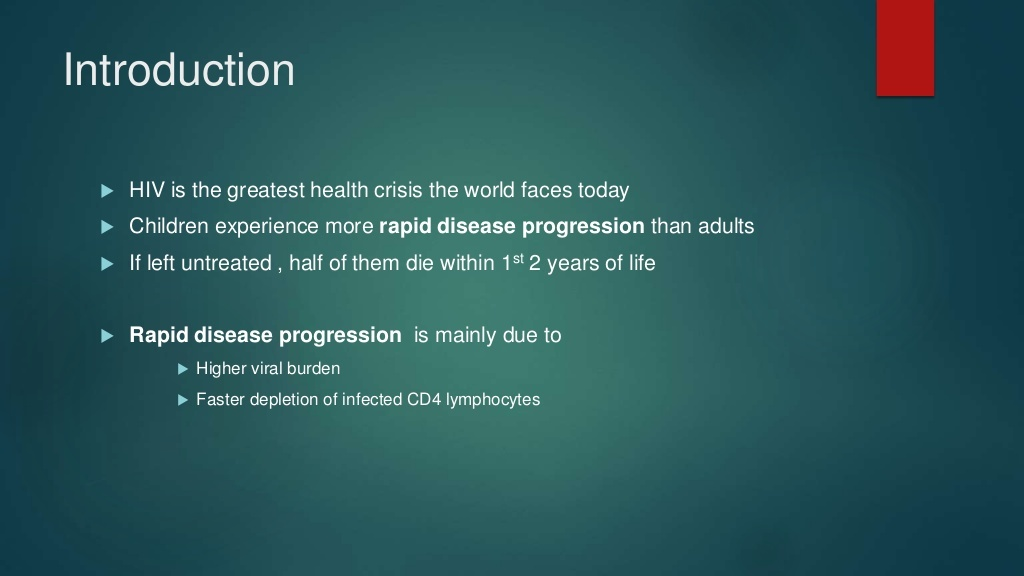 Introduction
HIV is the greatest health crisis the world faces today
Children experience more rapid disease progression than adults
If left untreated , half of them die within 1st 2 years of life
Rapid disease progression  is mainly due to
Higher viral burden
Faster depletion of infected CD4 lymphocytes